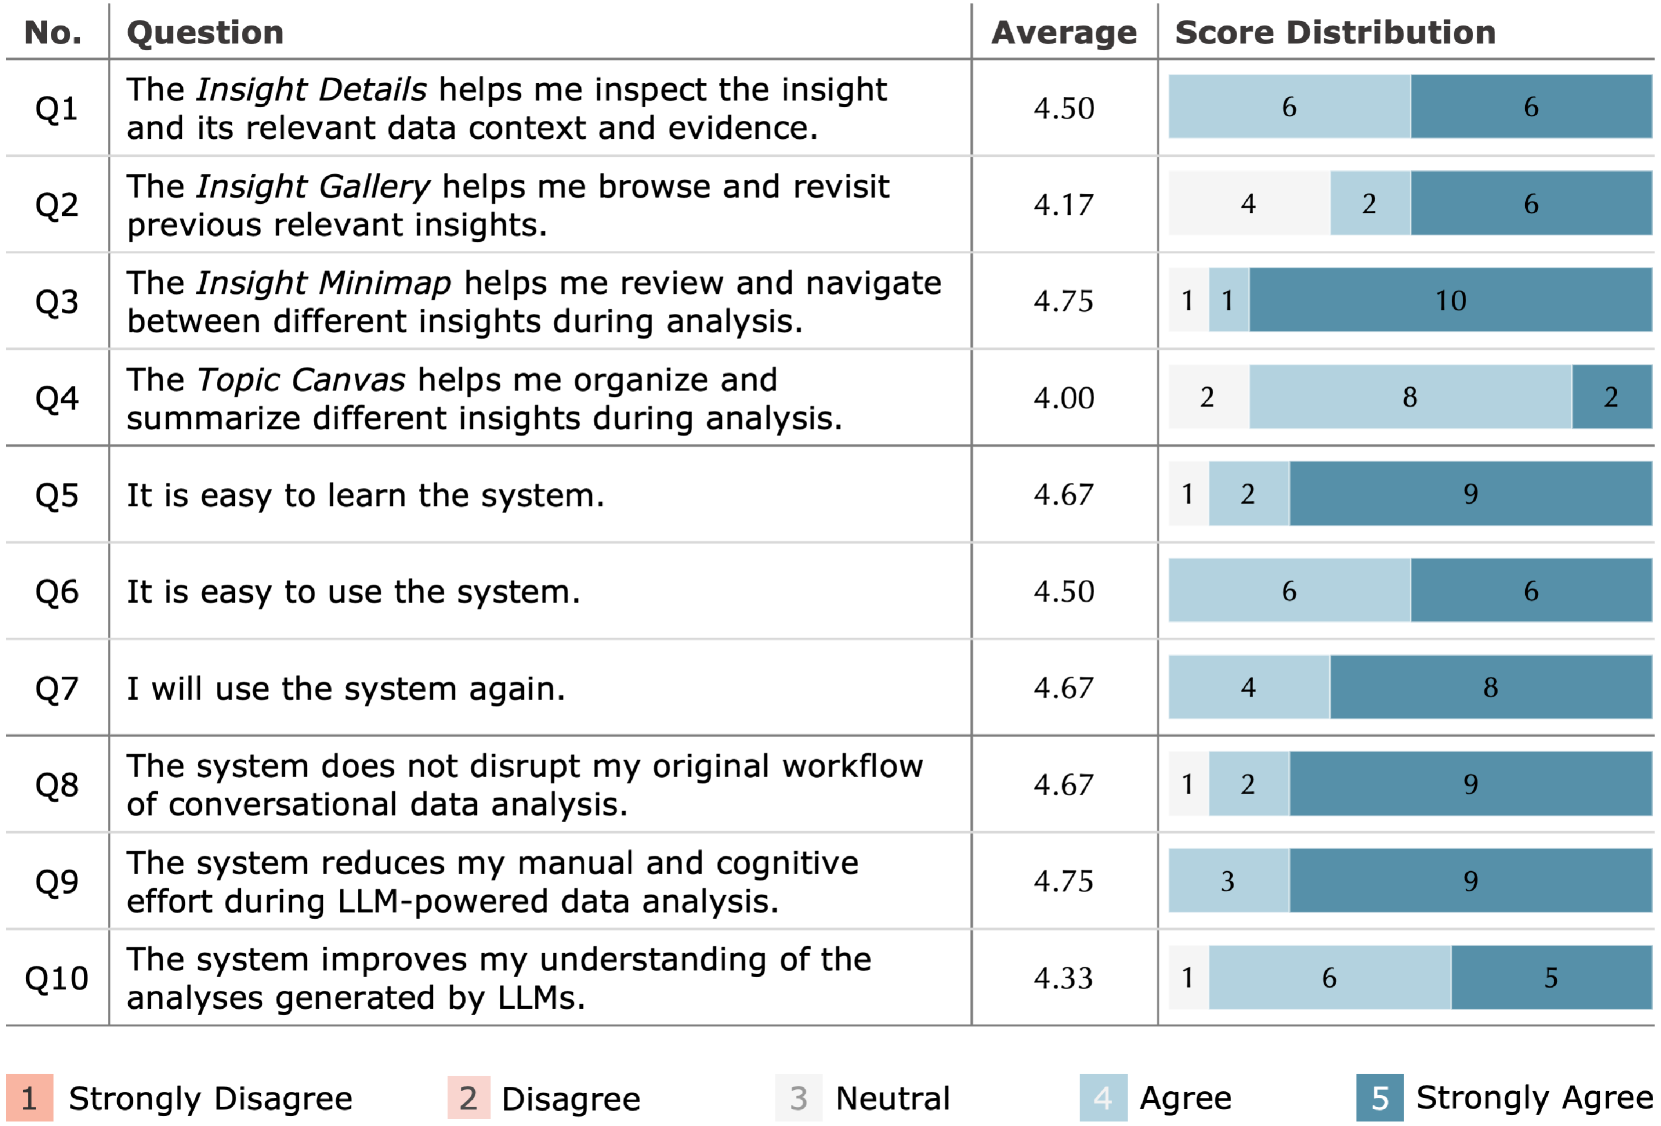 No. Question Average Score Distribution
Q1 The Insight Details helps me inspect the insight
and its relevant data context and evidence. 4.50 6 6
Q2 The Insight Gallery helps me browse and revisit
previous relevant insights. 4.17 4 2 6
Q3 The Insight Minimap helps me review and navigate
between different insights during analysis. 4.75 1 1 10
Q4 The Topic Canvas helps me organize and
summarize different insights during analysis. 4.00 2 8 2
Q5 It is easy to learn the system. 4.67 1 2 9
Q6 It is easy to use the system. 4.50 6 6
Q7 I will use the system again. 4.67 4 8
Q8 The system does not disrupt my original workflow
of conversational data analysis. 4.67 1 2 9
Q9 The system reduces my manual and cognitive
effort during LLM-powered data analysis. 4.75 3 9
Q10 The system improves my understanding of the
analyses generated by LLMs. 4.33 1 6 5
1 Strongly Disagree 2 Disagree 3 Neutral 4 Agree 5 Strongly Agree